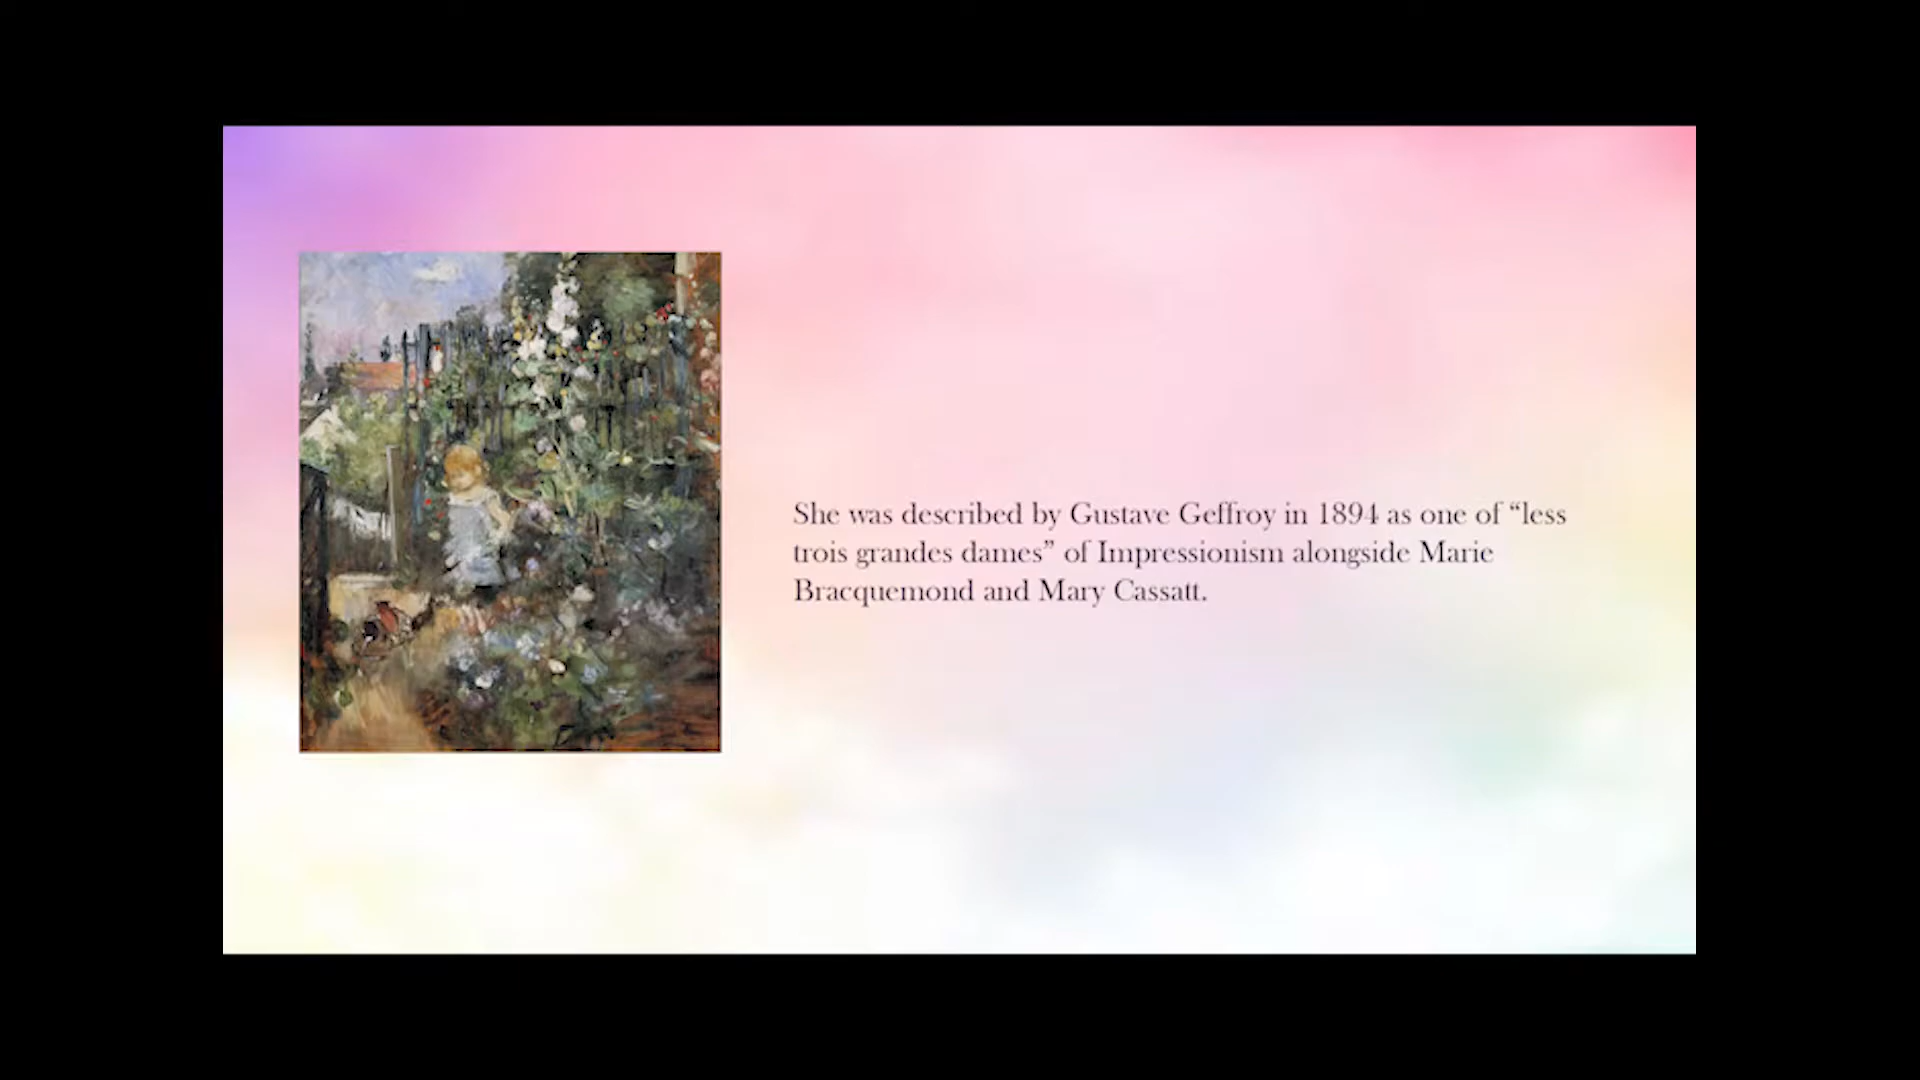 She was described by Gustave Geffroy in 1894 as one of “less
trois grandes dames” of Impressionism alongside Marie
Bracquemond and Mary Cassatt.